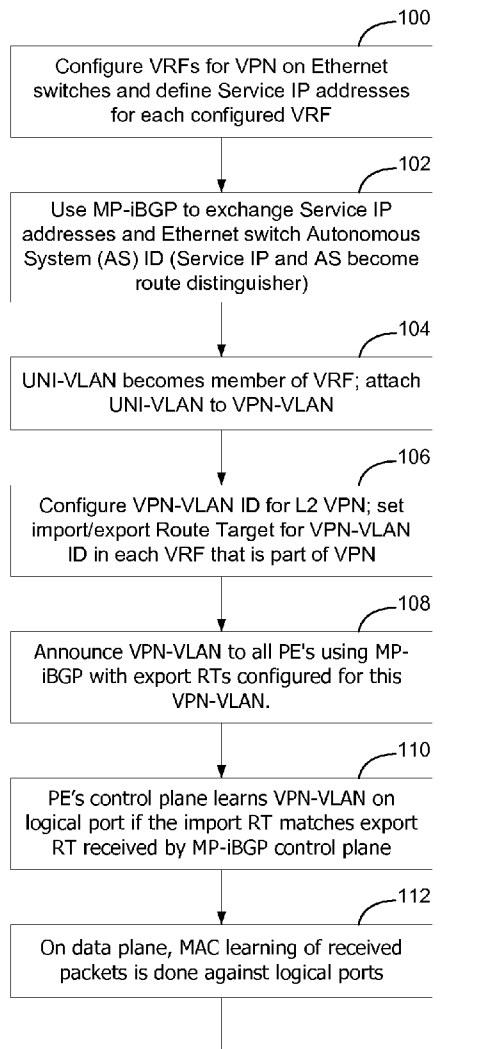 100
Configure VRFs for VPN on Ethernet
switches and define Service IP addresses
for each configured VRF
102
Use MP-iBGP to exchange Service IP
addresses and Ethernet switch Autonomous
System (AS) ID (Service IP and AS become
route distinguisher)
104
UNI-VLAN becomes member of VRF; attach
UNI-VLAN to VPN-VLAN
106
Configure VPN-VLAN ID for L2 VPN; set
import/export Route Target for VPN-VLAN
ID in each VRF that is part of VPN
108
Announce VPN-VLAN to all PE's using MP-
iBGP with export RTs configured for this
VPN-VLAN.
110
PE's control plane learns VPN-VLAN on
logical port if the import RT matches export
RT received by MP-iBGP control plane
112
On data plane, MAC learning of received
packets is done against logical ports